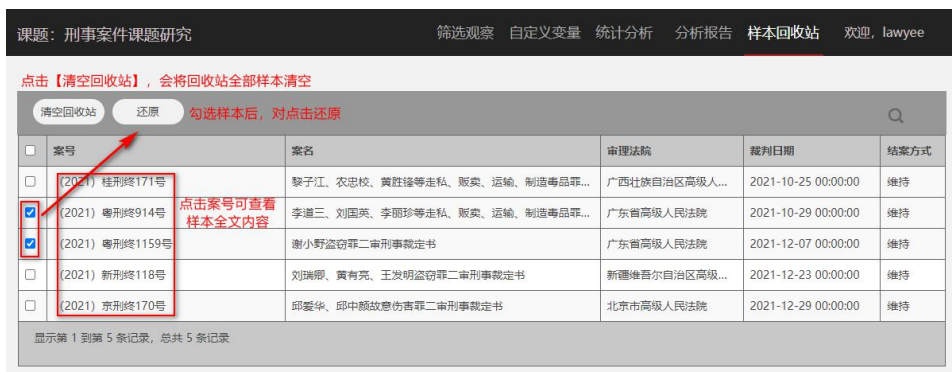 课题：刑事案件课题研究 筛选观察 自定义变量 统计分析 分析报告 样本回收站 欢迎，lawyee
点击【清空回收站】，会将回收站全部样本清空
清空回收站 还原 勾选样本后，对点击还原
案号 案名 审理法院 裁判日期 结案方式
（2021）桂刑终171号 黎子江、农忠校、黄胜锋等走私、贩卖、运输、制造毒品罪... 广西壮族自治区高级人... 2021-10-25 00:00:00 维持
（2021）粤刑终914号 李道三、刘国英、李丽珍等走私、贩卖、运输、制造毒品罪... 广东省高级人民法院 2021-10-29 00:00:00 维持
点击案号可查看
样本全文内容
（2021）粤刑终1159号 谢小野盗窃罪二审刑事裁定书 广东省高级人民法院 2021-12-07 00:00:00 维持
（2021）新刑终118号 刘瑞卿、黄有亮、王发明盗窃罪二审刑事裁定书 新疆维吾尔自治区高级... 2021-12-23 00:00:00 维持
（2021）京刑终170号 邱爱华、邱中颜故意伤害罪二审刑事裁定书 北京市高级人民法院 2021-12-29 00:00:00 维持
显示第 1 到第 5 条记录，总共 5 条记录